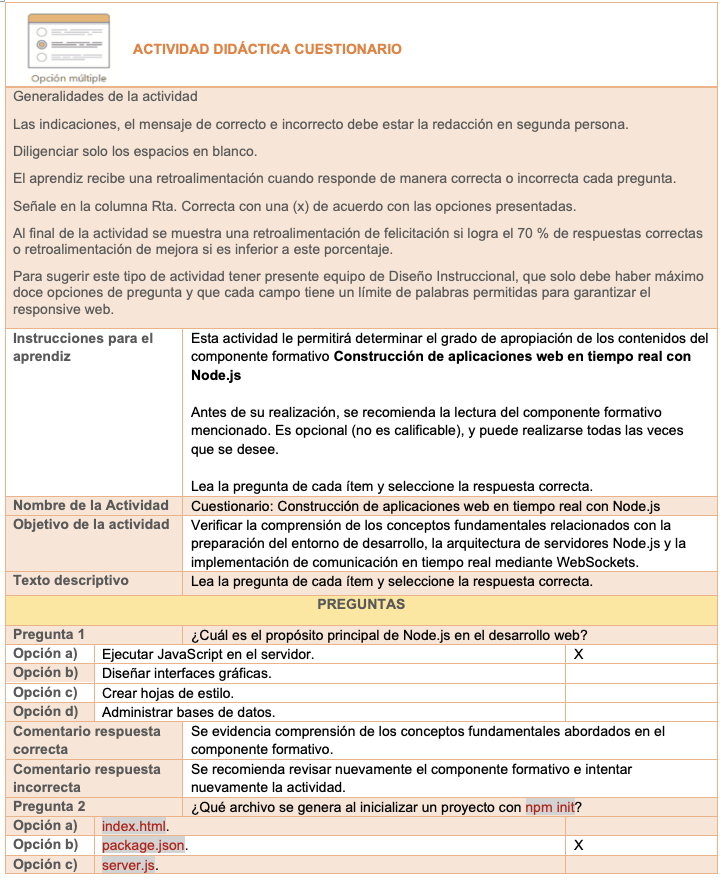 ACTIVIDAD DIDÁCTICA CUESTIONARIO
Opción múltiple
Generalidades de la actividad
Las indicaciones, el mensaje de correcto e incorrecto debe estar la redacción en segunda persona.
Diligenciar solo los espacios en blanco.
El aprendiz recibe una retroalimentación cuando responde de manera correcta o incorrecta cada pregunta.
Señale en la columna Rta. Correcta con una (x) de acuerdo con las opciones presentadas.
Al final de la actividad se muestra una retroalimentación de felicitación si logra el 70 % de respuestas correctas
o retroalimentación de mejora si es inferior a este porcentaje.
Para sugerir este tipo de actividad tener presente equipo de Diseño Instruccional, que solo debe haber máximo
doce opciones de pregunta y que cada campo tiene un límite de palabras permitidas para garantizar el
responsive web.
Instrucciones para el
aprendiz
Esta actividad le permitirá determinar el grado de apropiación de los contenidos del
componente formativo Construcción de aplicaciones web en tiempo real con
Node.js
Antes de su realización, se recomienda la lectura del componente formativo
mencionado. Es opcional (no es calificable), y puede realizarse todas las veces
que se desee.
Lea la pregunta de cada ítem y seleccione la respuesta correcta.
Nombre de la Actividad
Cuestionario: Construcción de aplicaciones web en tiempo real con Node.js
Objetivo de la actividad
Verificar la comprensión de los conceptos fundamentales relacionados con la
preparación del entorno de desarrollo, la arquitectura de servidores Node.js y la
implementación de comunicación en tiempo real mediante WebSockets.
Texto descriptivo
Lea la pregunta de cada ítem y seleccione la respuesta correcta.
PREGUNTAS
Pregunta 1
¿Cuál es el propósito principal de Node.js en el desarrollo web?
Opción a) Ejecutar JavaScript en el servidor. X
Opción b) Diseñar interfaces gráficas.
Opción c) Crear hojas de estilo.
Opción d) Administrar bases de datos.
Comentario respuesta
correcta
Se evidencia comprensión de los conceptos fundamentales abordados en el
componente formativo.
Comentario respuesta
incorrecta
Se recomienda revisar nuevamente el componente formativo e intentar
nuevamente la actividad.
Pregunta 2
¿Qué archivo se genera al inicializar un proyecto con npm init?
Opción a) index.html.
Opción b) package.json. X
Opción c) server.js.